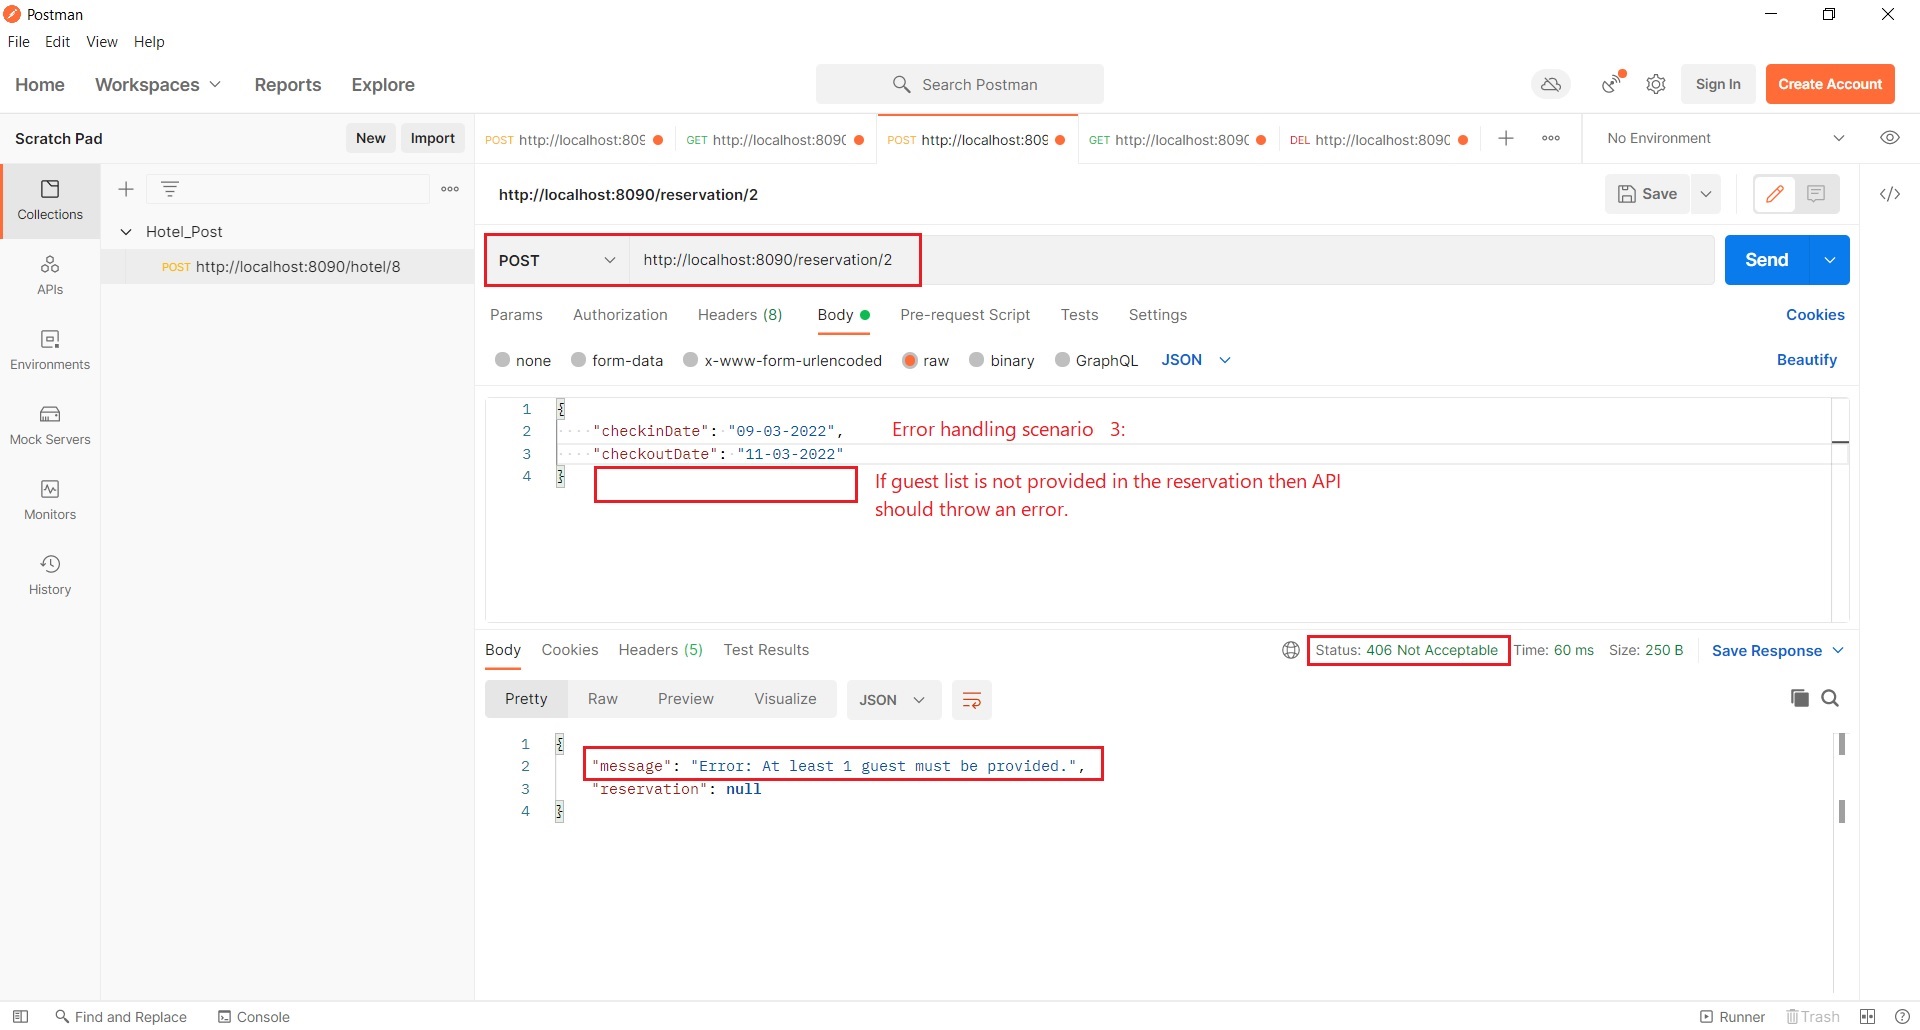 Postman
File Edit View Help
Home Workspaces Reports Explore Search Postman Sign In Create Account
Scratch Pad New Import POST http://localhost:809 GET http://localhost:809 POST http://localhost:809 GET http://localhost:809 DEL http://localhost:809 No Environment
Collections
APIs
Environments
Mock Servers
Monitors
History
Hotel_Post
POST http://localhost:8090/hotel/8
http://localhost:8090/reservation/2 Save
POST http://localhost:8090/reservation/2 Send
Params Authorization Headers (8) Body Pre-request Script Tests Settings Cookies
none form-data x-www-form-urlencoded raw binary GraphQL JSON Beautify
1 {
2 "checkinDate": "09-03-2022", Error handling scenario 3:
3 "checkoutDate": "11-03-2022"
4 }
If guest list is not provided in the reservation then API
should throw an error.
Body Cookies Headers (5) Test Results Status: 406 Not Acceptable Time: 60 ms Size: 250 B Save Response
Pretty Raw Preview Visualize JSON
1 {
2 "message": "Error: At least 1 guest must be provided.",
3 "reservation": null
4 }
Find and Replace Console Runner Trash